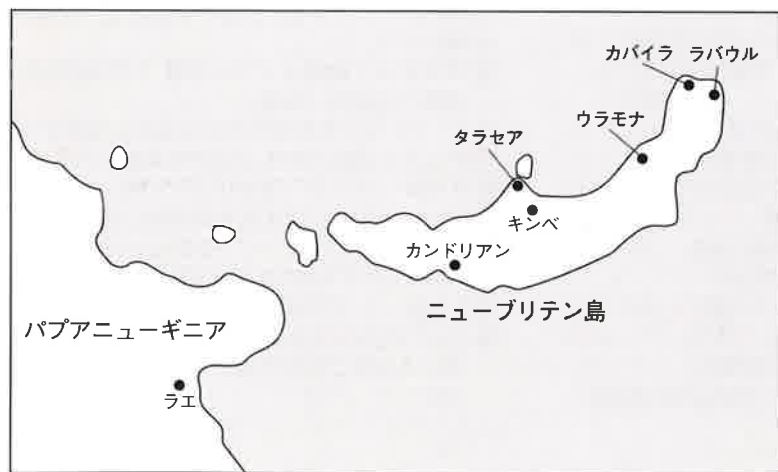 カバイラ ラバウル
ウラモナ
タラセア
キンベ
カンドリアン
ニューブリテン島
パプアニューギニア
ラエ